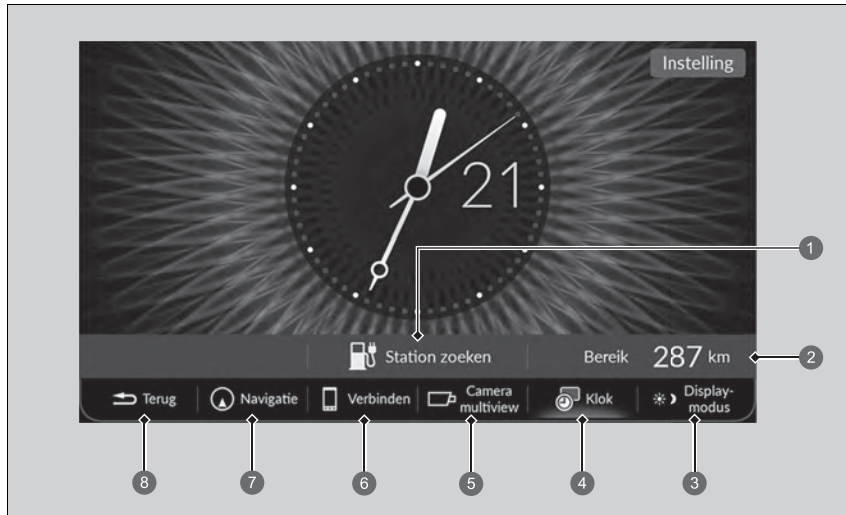 Instelling
21
1
Station zoeken
Bereik 287 km
2
Terug
Navigatie
Verbinden
Camera
multiview
Klok
Display-
modus
8
7
6
5
4
3